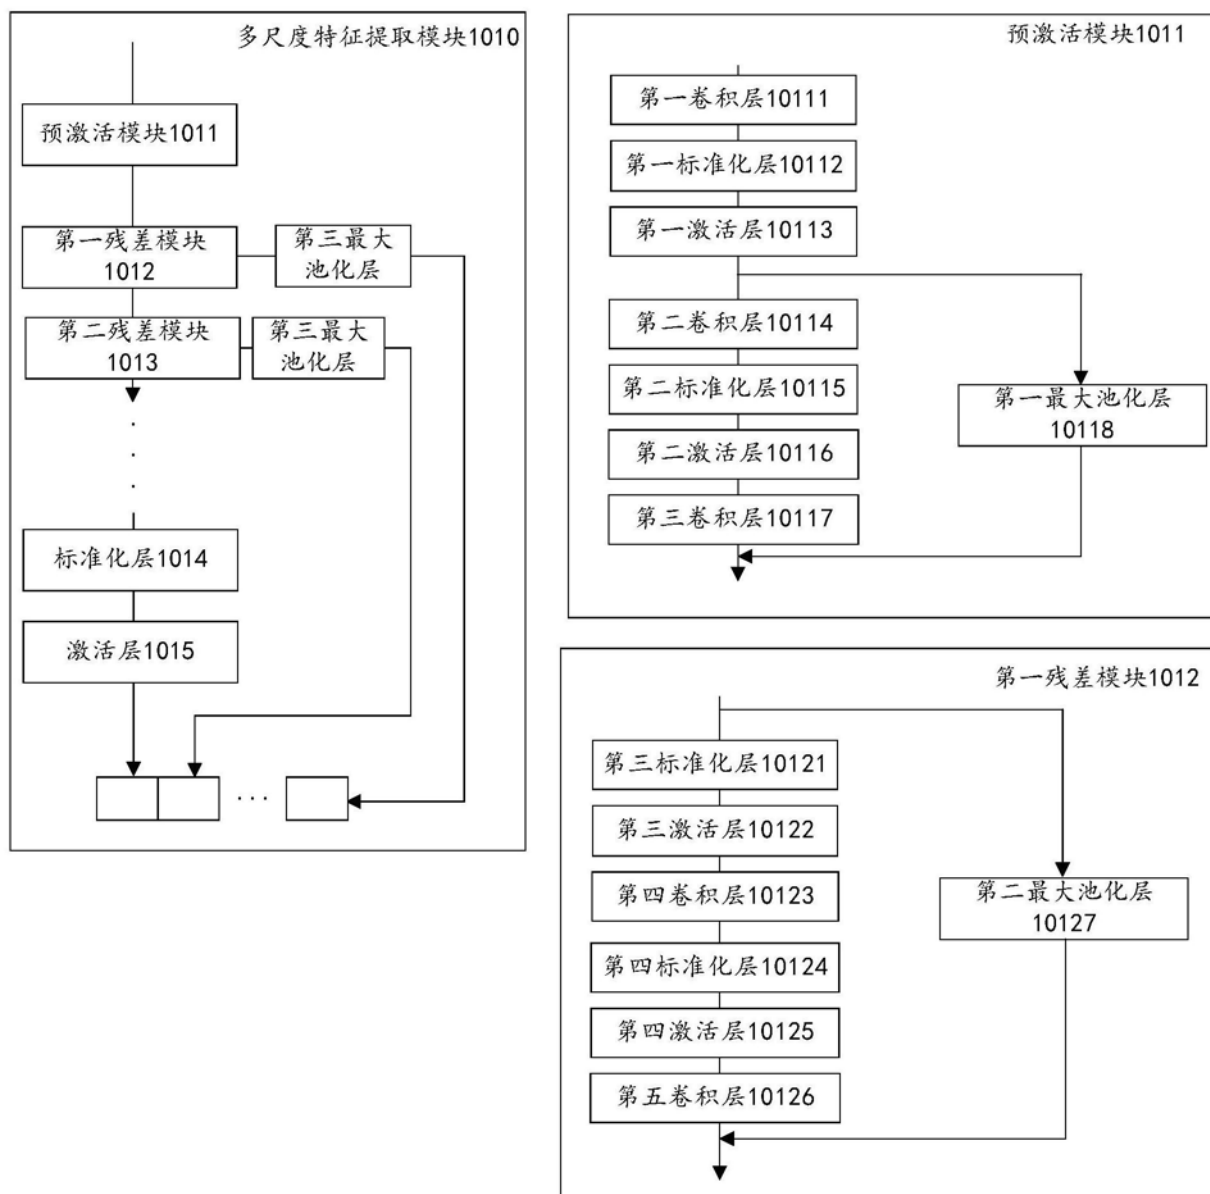 多尺度特征提取模块1010
预激活模块1011
第一残差模块
1012
第三最大
池化层
第二残差模块
1013
第三最大
池化层
标准化层1014
激活层1015
...
预激活模块1011
第一卷积层10111
第一标准化层10112
第一激活层10113
第二卷积层10114
第二标准化层10115
第二激活层10116
第三卷积层10117
第一最大池化层
10118
第一残差模块1012
第三标准化层10121
第三激活层10122
第四卷积层10123
第四标准化层10124
第四激活层10125
第五卷积层10126
第二最大池化层
10127